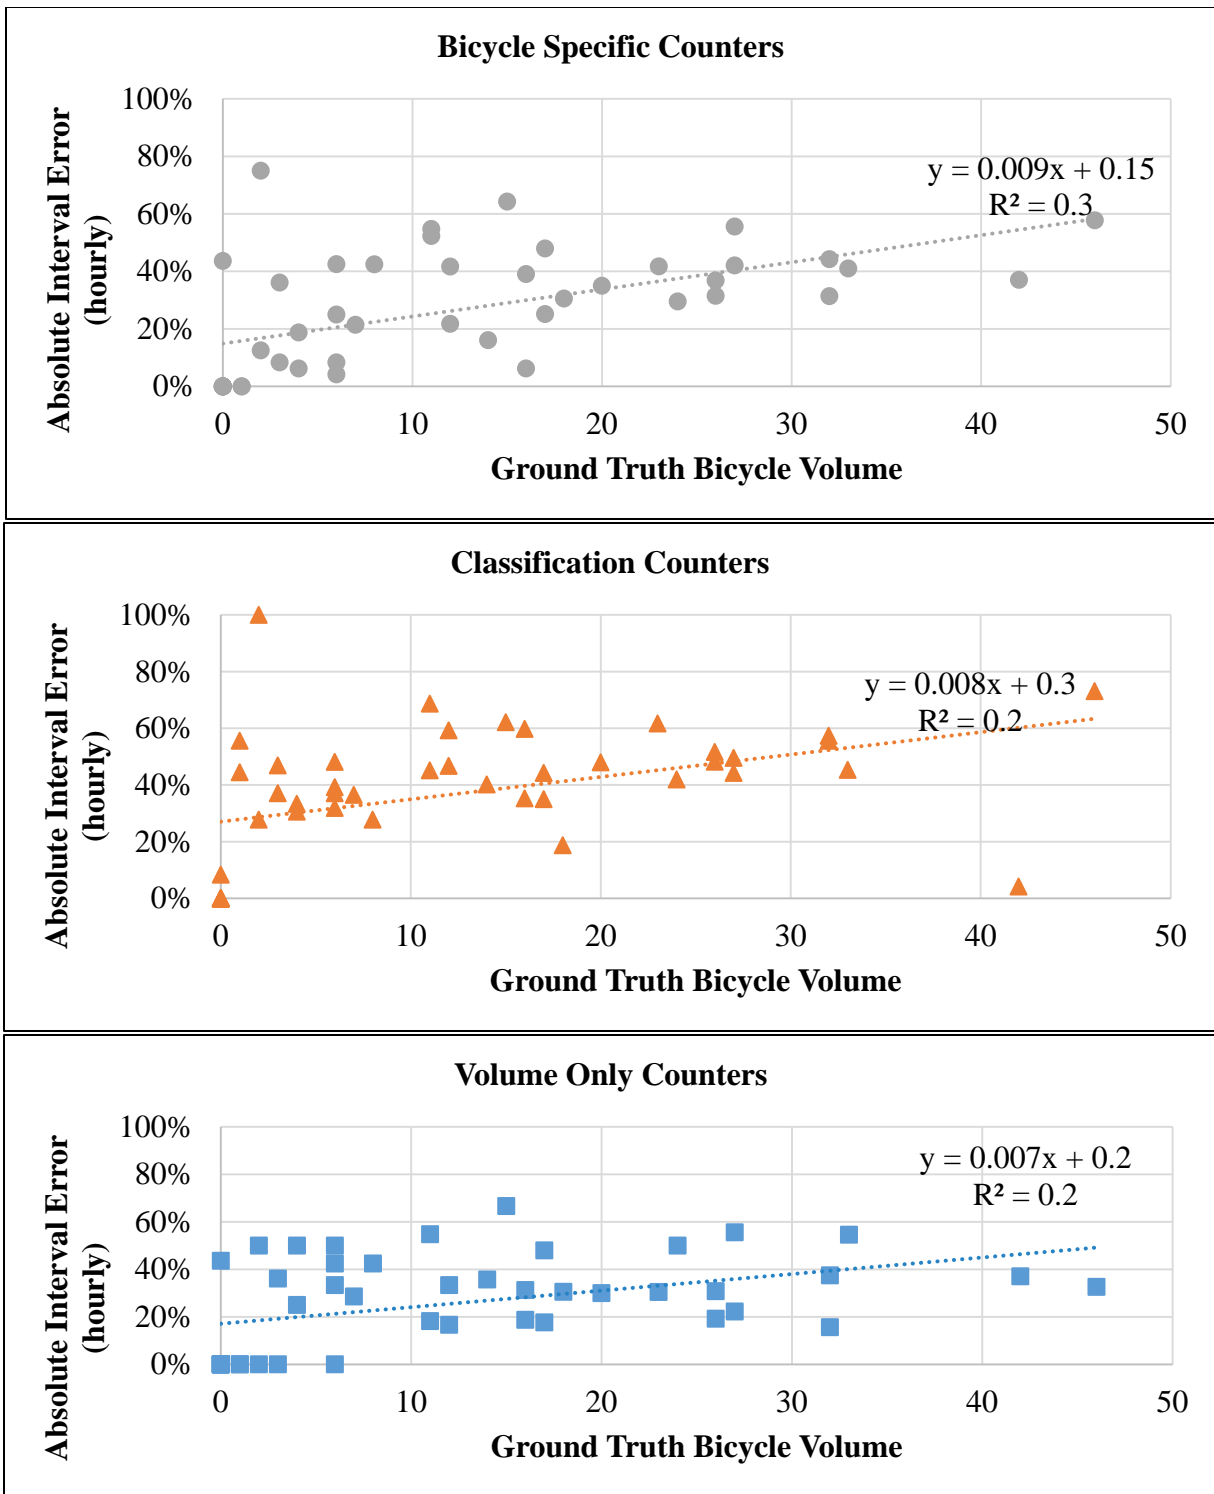 Bicycle Specific Counters
Absolute Interval Error
(hourly)
100%
80%
60%
40%
20%
0%
y = 0.009x + 0.15
R² = 0.3
0 10 20 30 40 50
Ground Truth Bicycle Volume
Classification Counters
Absolute Interval Error
(hourly)
100%
80%
60%
40%
20%
0%
y = 0.008x + 0.3
R² = 0.2
0 10 20 30 40 50
Ground Truth Bicycle Volume
Volume Only Counters
Absolute Interval Error
(hourly)
100%
80%
60%
40%
20%
0%
y = 0.007x + 0.2
R² = 0.2
0 10 20 30 40 50
Ground Truth Bicycle Volume